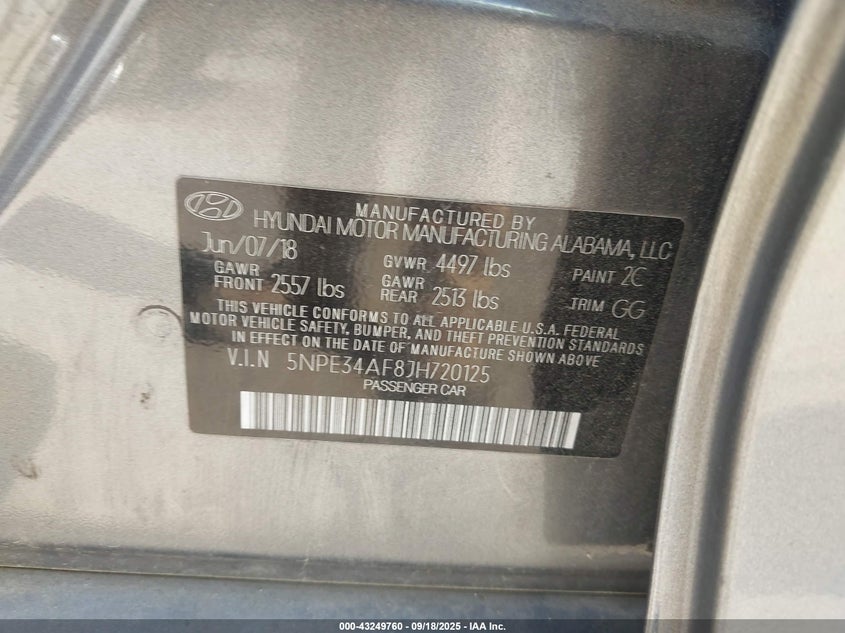 MANUFACTURED BY
HYUNDAI MOTOR MANUFACTURING ALABAMA, LLC
Jun/07/18 GVWR 4497 lbs PAINT 2C
GAWR FRONT 2557 lbs GAWR REAR 2513 lbs TRIM GG
THIS VEHICLE CONFORMS TO ALL APPLICABLE U.S.A. FEDERAL
MOTOR VEHICLE SAFETY, BUMPER, AND THEFT PREVENTION STANDARDS
IN EFFECT ON THE DATE OF MANUFACTURE SHOWN ABOVE.
V.I.N 5NPE34AF8JH720125
PASSENGER CAR
000-43249760 - 09/18/2025 - IAA Inc.